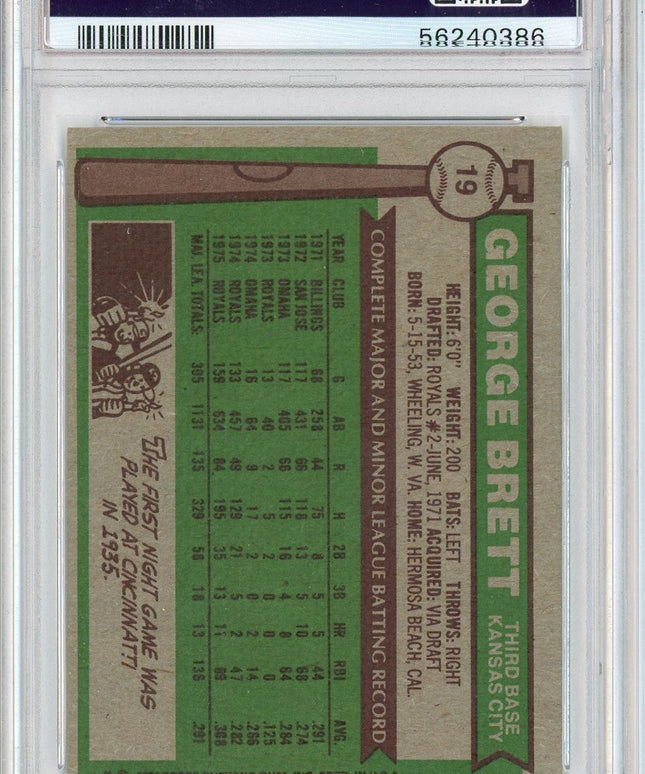 56240386
19
GEORGE BRETT
THIRD BASE
KANSAS CITY
HEIGHT: 6'0" WEIGHT: 200 BATS: LEFT THROWS: RIGHT
DRAFTED: ROYALS #2-JUNE, 1971 ACQUIRED: VIA DRAFT
BORN: 5-15-53, WHEELING, W. VA. HOME: HERMOSA BEACH, CAL.
COMPLETE MAJOR AND MINOR LEAGUE BATTING RECORD
YEAR CLUB G AB R H 2B 3B HR RBI AVG.
1971 BILLINGS 68 258 44 75 8 5 5 44 .291
1972 SAN JOSE 117 431 66 118 13 5 10 68 .274
1973 OMAHA 117 405 66 115 16 4 8 64 .284
1973 ROYALS 13 40 2 5 2 0 0 0 .125
1974 OMAHA 16 64 9 17 2 0 2 14 .266
1974 ROYALS 133 457 49 129 21 5 2 47 .282
1975 ROYALS 159 634 84 195 35 13 11 89 .308
MAJ. LEA. TOTALS: 305 1131 135 329 58 18 13 136 .291
THE FIRST NIGHT GAME WAS
PLAYED AT CINCINNATTI
IN 1935.